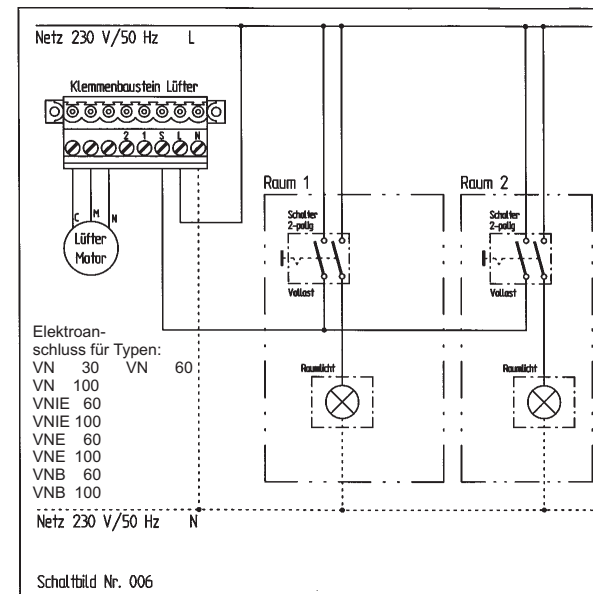 Netz 230 V/50 Hz L
Klemmenbaustein Lüfter
2 1 S L N
C M N
Lüfter
Motor
Raum 1
Schalter
2-polig
Vollast
Raumlicht
Raum 2
Schalter
2-polig
Vollast
Raumlicht
Elektroan-
schluss für Typen:
VN 30 VN 60
VN 100
VNIE 60
VNIE 100
VNE 60
VNE 100
VNB 60
VNB 100
Netz 230 V/50 Hz N
Schaltbild Nr. 006